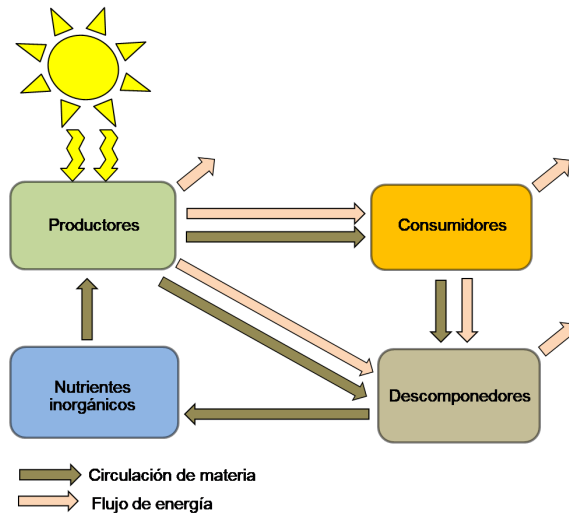 Productores
Consumidores
Nutrientes
inorgánicos
Descomponedores
Circulación de materia
Flujo de energía